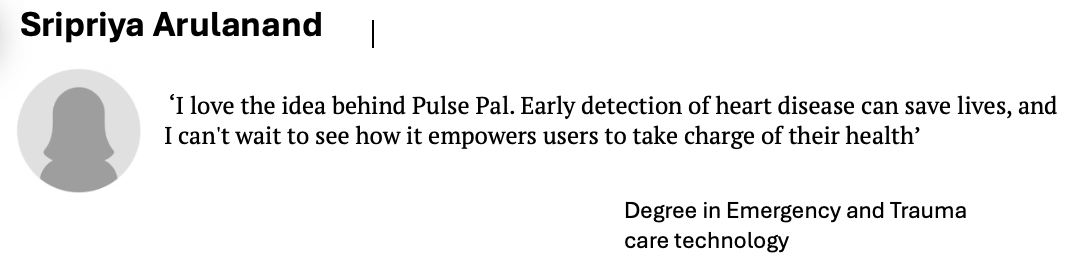 Sripriya Arulanand
‘I love the idea behind Pulse Pal. Early detection of heart disease can save lives, and
I can't wait to see how it empowers users to take charge of their health’
Degree in Emergency and Trauma
care technology